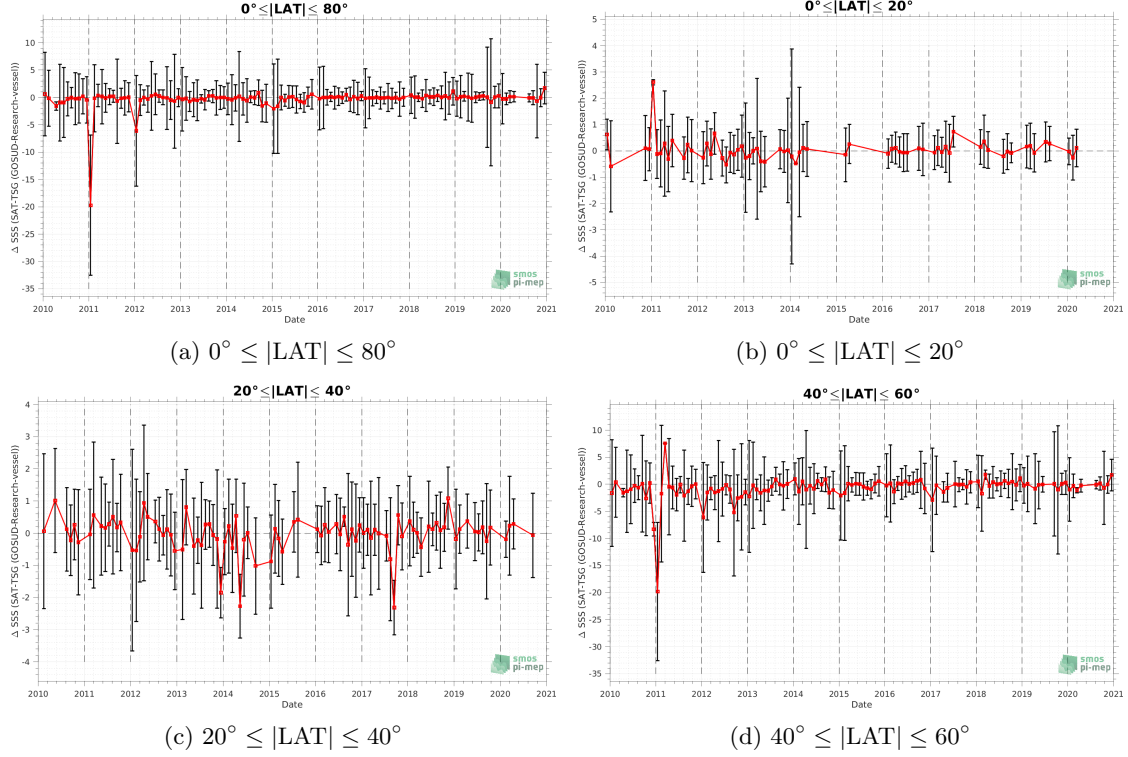 0°≤|LAT|≤ 80°
Δ SSS (SAT-TSG (GOSUD-Research-vessel))
10
5
0
-5
-10
-15
-20
-25
-30
-35
2010 2011 2012 2013 2014 2015 2016 2017 2018 2019 2020 2021
Date
smos
pi-mep
(a) 0° ≤ |LAT| ≤ 80°
0°≤|LAT|≤ 20°
Δ SSS (SAT-TSG (GOSUD-Research-vessel))
5
4
3
2
1
0
-1
-2
-3
-4
-5
2010 2011 2012 2013 2014 2015 2016 2017 2018 2019 2020 2021
Date
smos
pi-mep
(b) 0° ≤ |LAT| ≤ 20°
20°≤|LAT|≤ 40°
Δ SSS (SAT-TSG (GOSUD-Research-vessel))
4
3
2
1
0
-1
-2
-3
-4
2010 2011 2012 2013 2014 2015 2016 2017 2018 2019 2020 2021
Date
smos
pi-mep
(c) 20° ≤ |LAT| ≤ 40°
40°≤|LAT|≤ 60°
Δ SSS (SAT-TSG (GOSUD-Research-vessel))
10
5
0
-5
-10
-15
-20
-25
-30
-35
2010 2011 2012 2013 2014 2015 2016 2017 2018 2019 2020 2021
Date
smos
pi-mep
(d) 40° ≤ |LAT| ≤ 60°